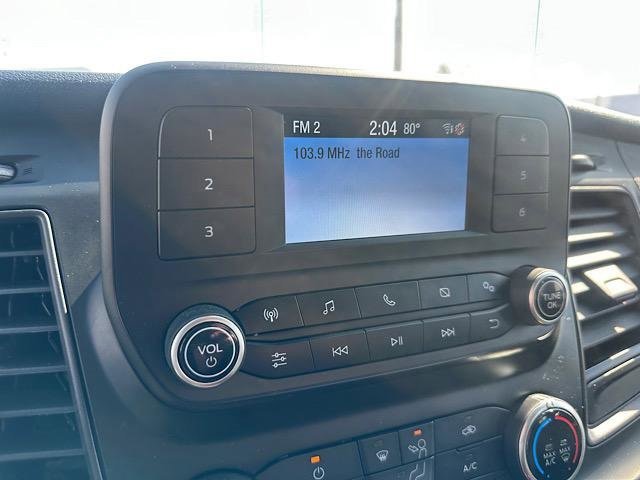 FM 2 2:04 80°
103.9 MHz the Road
1
2
3
4
5
6
VOL
TUNE
OK
A/C
MAX
A/C
MAX